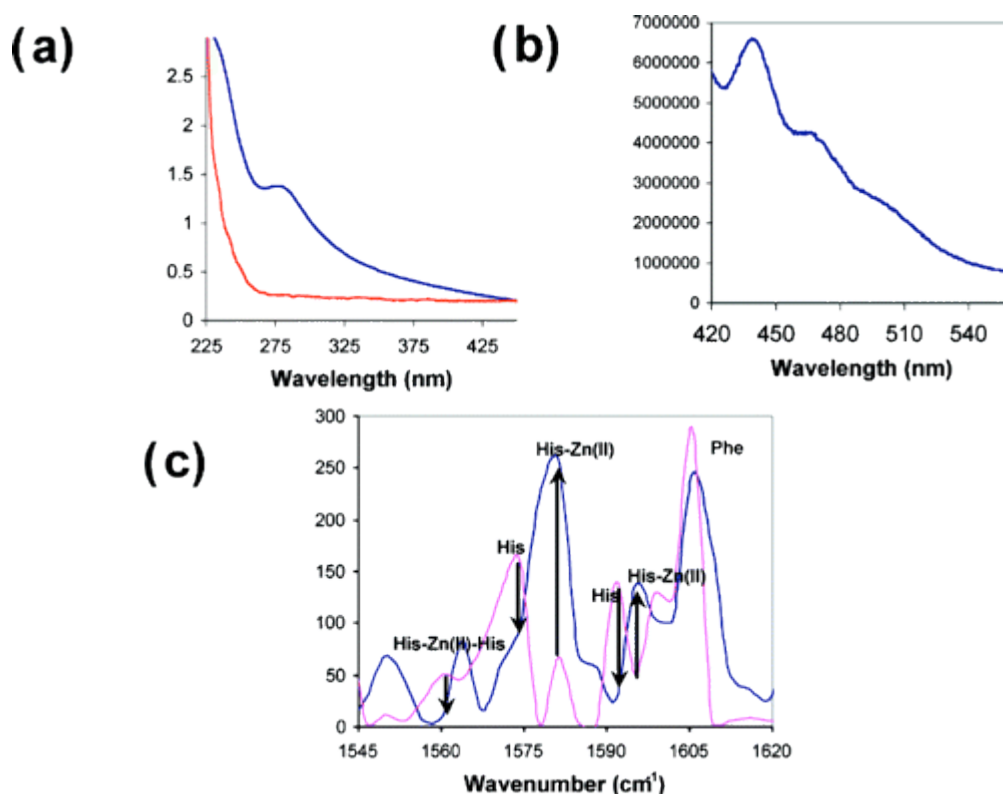 (a)
2.5
2
1.5
1
0.5
0
225 275 325 375 425
Wavelength (nm)
(b)
7000000
6000000
5000000
4000000
3000000
2000000
1000000
0
420 450 480 510 540
Wavelength (nm)
(c)
300
250
200
150
100
50
0
His-Zn(II)
Phe
His
His
His-Zn(II)
His-Zn(II)-His
1545 1560 1575 1590 1605 1620
Wavenumber (cm¹)